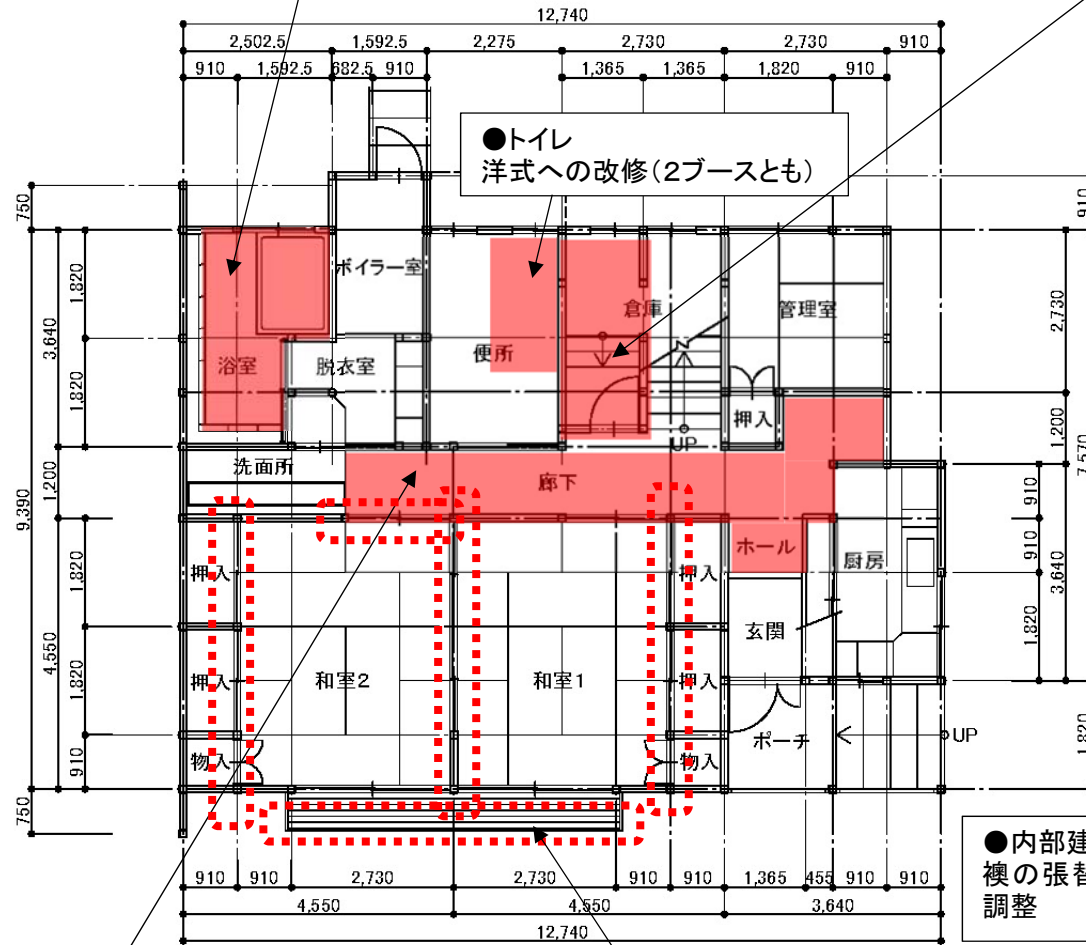 12,740
2,502.5 1,592.5 2,275 2,730 2,730 910
910 1,592.5 682.5 910 1,365 1,365 1,820 910
●トイレ
洋式への改修(2ブースとも)
750
910
ボイラー室
倉庫
管理室
1,820
3,640
2,730
浴室
脱衣室
便所
1,820
押入
UP
1,200
7,570
洗面所
廊下
1,200
9,390
910
ホール
厨房
910
3,640
押入
押入
1,820
玄関
1,820
4,550
和室2
和室1
押入
押入
1,820
ポーチ
UP
物入
物入
910
1,820
750
●内部建
襖の張替
調整
910 910 2,730 2,730 910 910 1,365 455 910 910
4,550 4,550 3,640
12,740